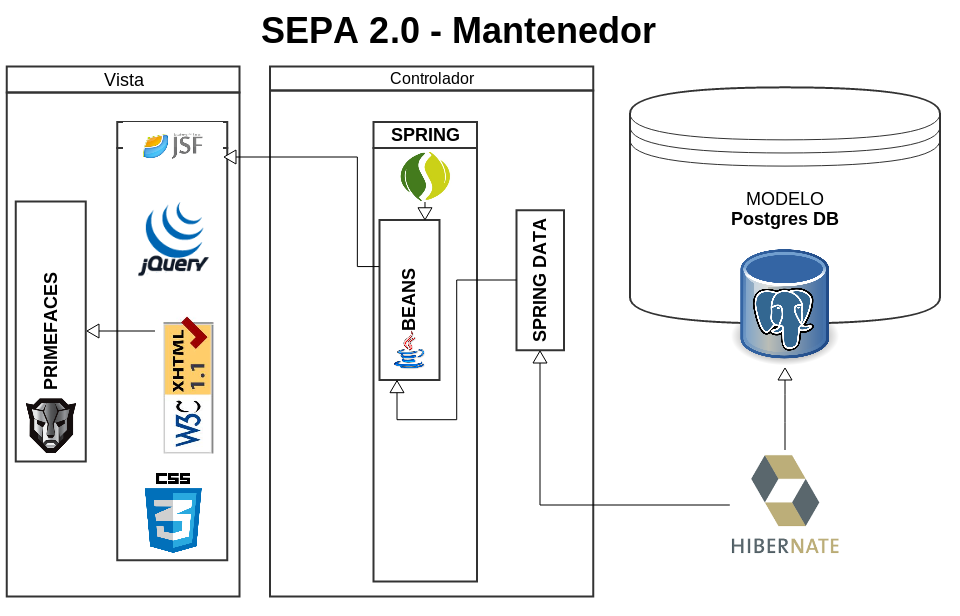 SEPA 2.0 - Mantenedor
Vista
Controlador
JSF
jQuery
PRIMEFACES
XHTML
1.1
W3C
CSS
SPRING
BEANS
SPRING DATA
MODELO
Postgres DB
HIBERNATE